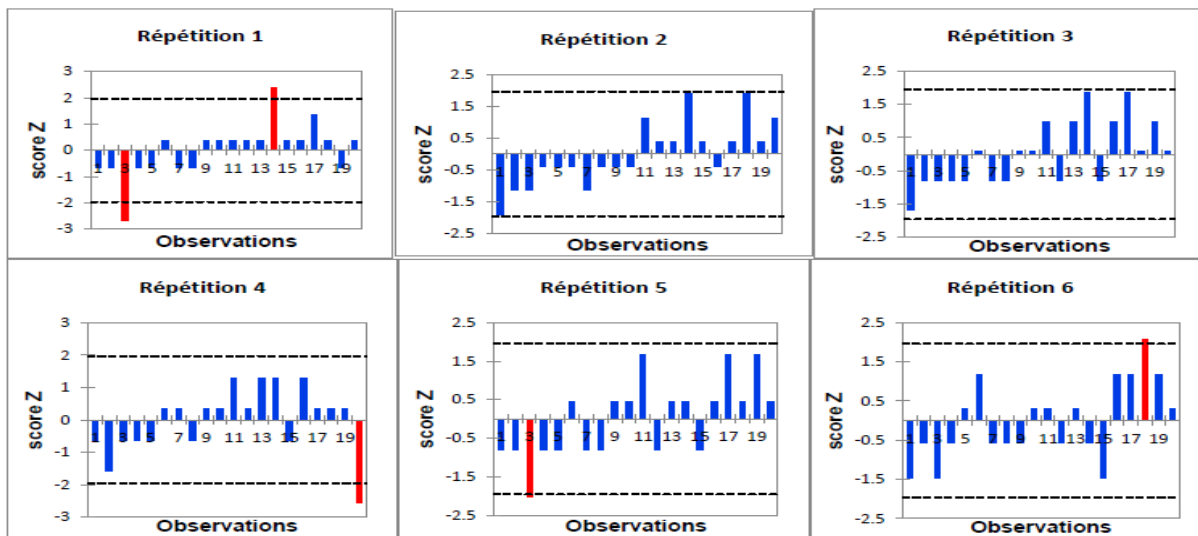 Répétition 1
3
2
1
0
-1
-2
-3
score Z
1 3 5 7 9 11 13 15 17 19
Observations
Répétition 2
2.5
1.5
0.5
-0.5
-1.5
-2.5
score Z
1 3 5 7 9 11 13 15 17 19
Observations
Répétition 3
2.5
1.5
0.5
-0.5
-1.5
-2.5
score Z
1 3 5 7 9 11 13 15 17 19
Observations
Répétition 4
3
2
1
0
-1
-2
-3
score Z
1 3 5 7 9 11 13 15 17 19
Observations
Répétition 5
2.5
1.5
0.5
-0.5
-1.5
-2.5
score Z
1 3 5 7 9 11 13 15 17 19
Observations
Répétition 6
2.5
1.5
0.5
-0.5
-1.5
-2.5
score Z
1 3 5 7 9 11 13 15 17 19
Observations